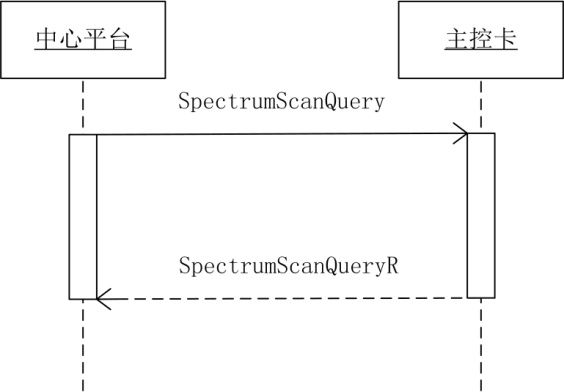 中心平台
主控卡
SpectrumScanQuery
SpectrumScanQueryR